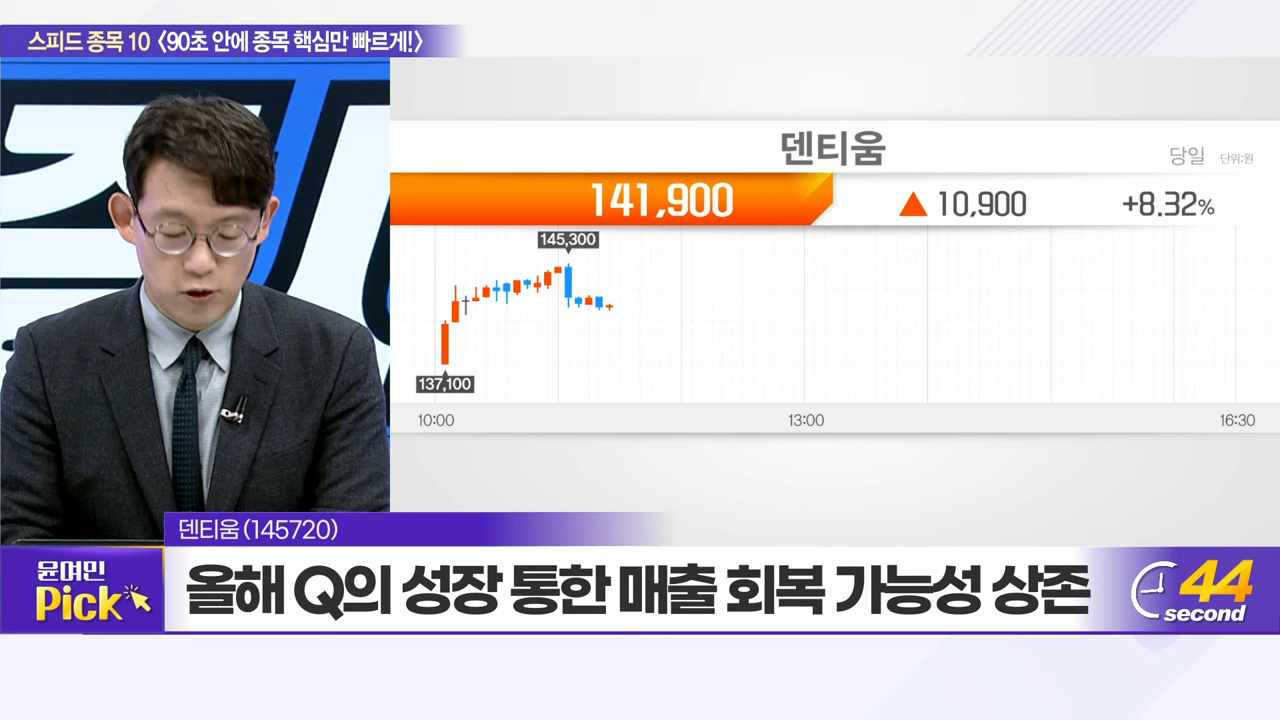 스피드 종목 10 〈90초 안에 종목 핵심만 빠르게!〉
덴티움
당일 단위:원
141,900 ▲ 10,900 +8.32%
145,300
137,100
10:00 13:00 16:30
덴티움(145720)
윤여민
Pick
올해 Q의 성장 통한 매출 회복 가능성 상존
44
second